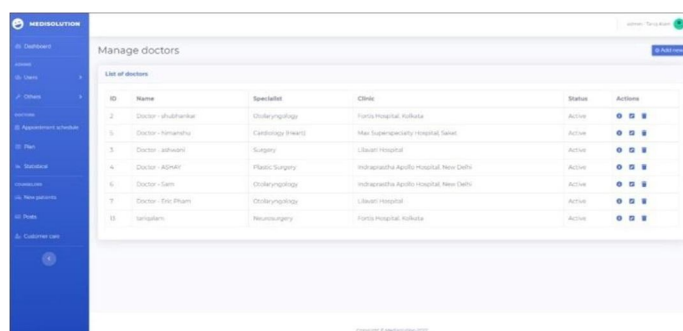 MEDISOLUTION
Dashboard
Users
Others
Appointment schedule
Plan
Statistical
New patients
Posts
Customer care
Manage doctors
Add new
List of doctors
ID Name Specialist Clinic Status Actions
2 Doctor - shubhankar Otolaryngology Fortis Hospital, Kolkata Active
5 Doctor - himanshu Cardiology (Heart) Max Superspecialty Hospital, Saket Active
3 Doctor - ashwani Surgery Lilavati Hospital Active
4 Doctor - ABHAY Plastic Surgery Indraprastha Apollo Hospital, New Delhi Active
6 Doctor - Sam Otolaryngology Indraprastha Apollo Hospital, New Delhi Active
7 Doctor - Eric Pham Otolaryngology Lilavati Hospital Active
13 Neurosurgery Fortis Hospital, Kolkata Active